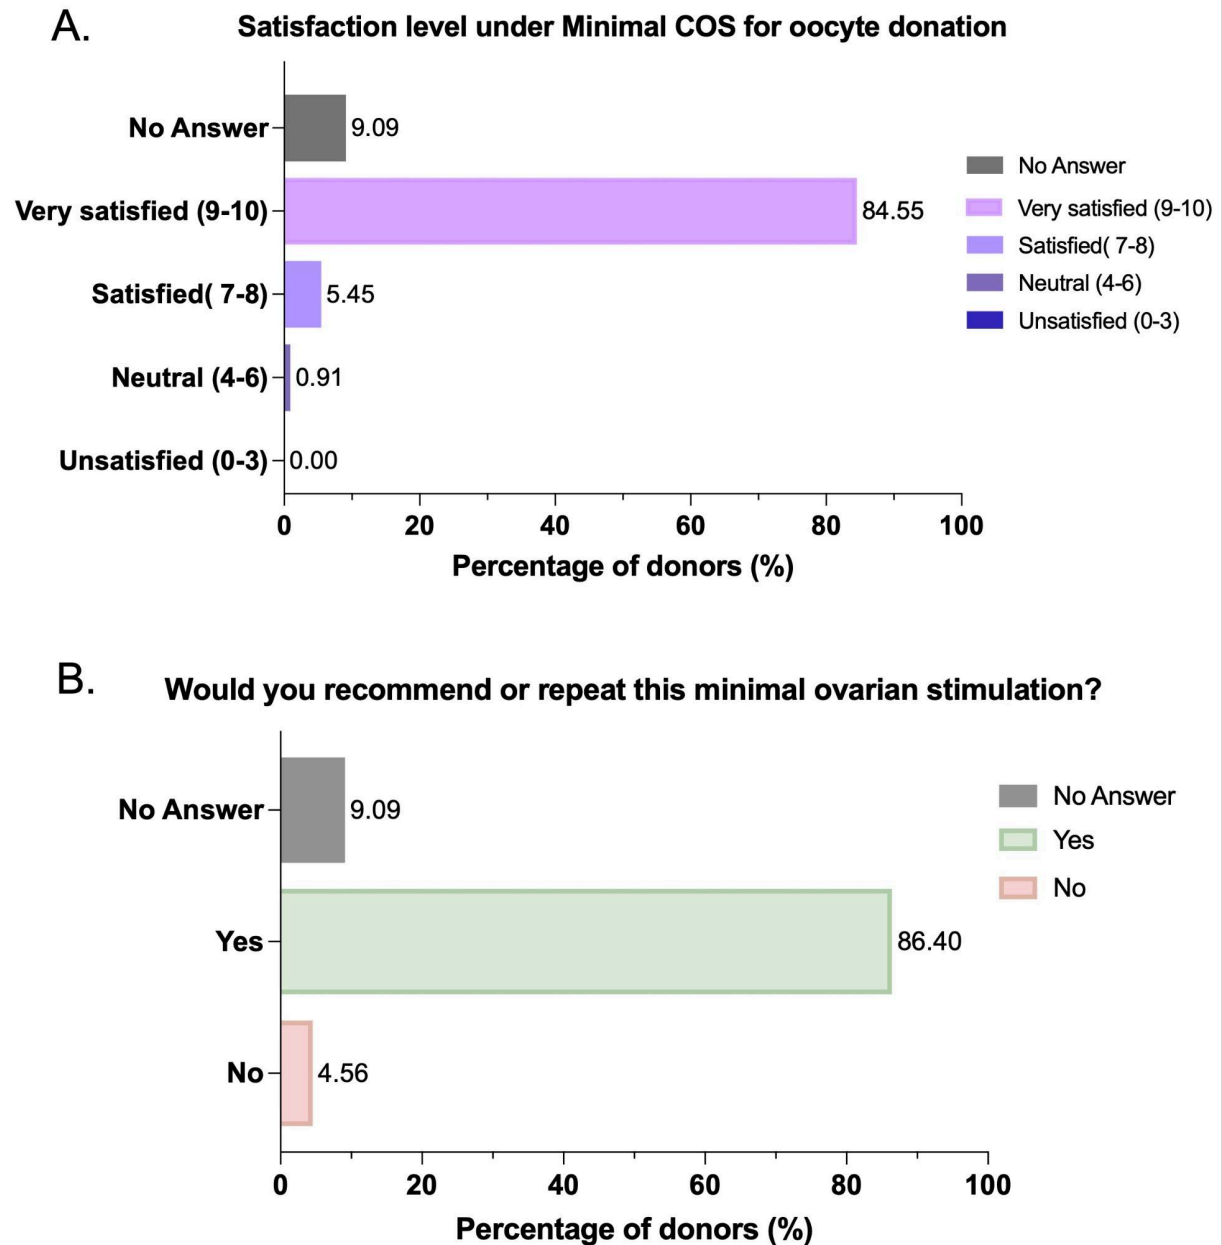 A.
Satisfaction level under Minimal COS for oocyte donation
No Answer
9.09
Very satisfied (9-10)
84.55
Satisfied( 7-8)
5.45
Neutral (4-6)
0.91
Unsatisfied (0-3)
0.00
0 20 40 60 80 100
Percentage of donors (%)
No Answer
Very satisfied (9-10)
Satisfied( 7-8)
Neutral (4-6)
Unsatisfied (0-3)
B.
Would you recommend or repeat this minimal ovarian stimulation?
No Answer
9.09
Yes
86.40
No
4.56
0 20 40 60 80 100
Percentage of donors (%)
No Answer
Yes
No